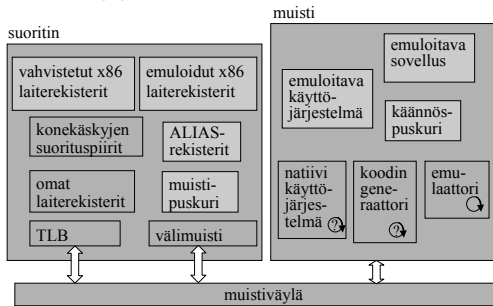 suoritin
vahvistetut x86
laiterekisterit
emuloidut x86
laiterekisterit
konekäskyjen
suorituspiirit
ALIAS-
rekisterit
omat
laiterekisterit
muisti-
puskuri
TLB
välimuisti
muisti
emuloitava
sovellus
emuloitava
käyttö-
järjestelmä
käännös-
puskuri
natiivi
käyttö-
järjes-
telmä ?
koodin
gene-
raattori
?
emu-
laattori
muistiväylä